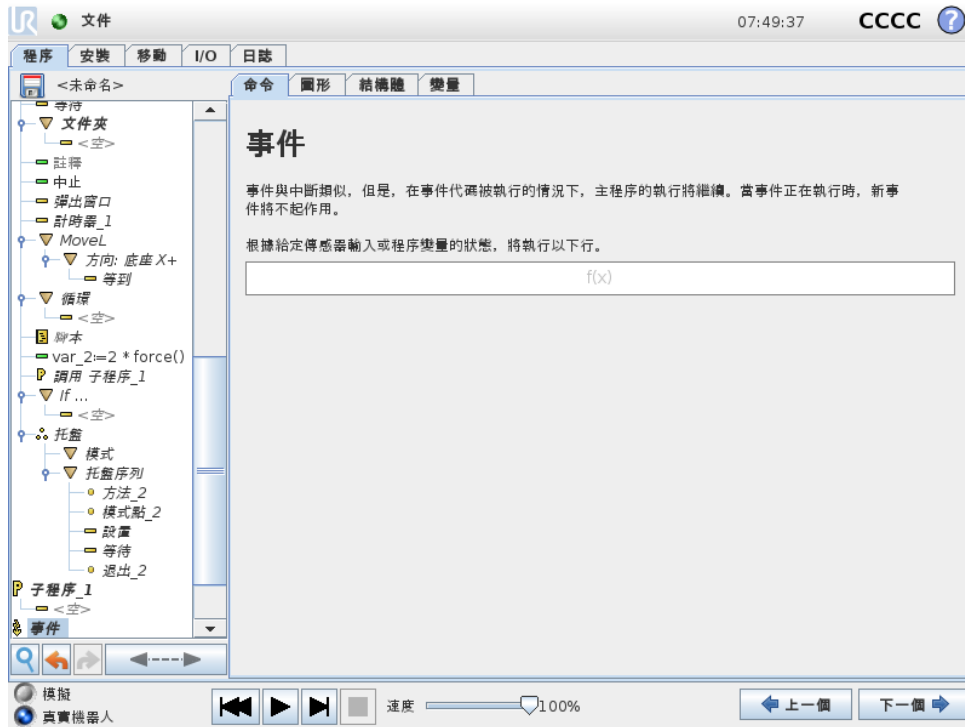 文件
07:49:37
CCCC
?
程序 安裝 移動 I/O 日誌
<未命名>
命令 圖形 結構體 變量
等待
文件夾
<空>
註釋
中止
彈出窗口
計時器_1
MoveL
方向: 底座 X+
等到
循環
<空>
腳本
var_2:=2 * force()
調用 子程序_1
If ...
<空>
托盤
模式
托盤序列
方法_2
模式點_2
設置
等待
退出_2
P 子程序_1
<空>
事件
事件
事件與中斷類似，但是，在事件代碼被執行的情況下，主程序的執行將繼續。當事件正在執行時，新事
件將不起作用。
根據給定傳感器輸入或程序變量的狀態，將執行以下行。
f(x)
模擬
真實機器人
速度 100%
上一個 下一個